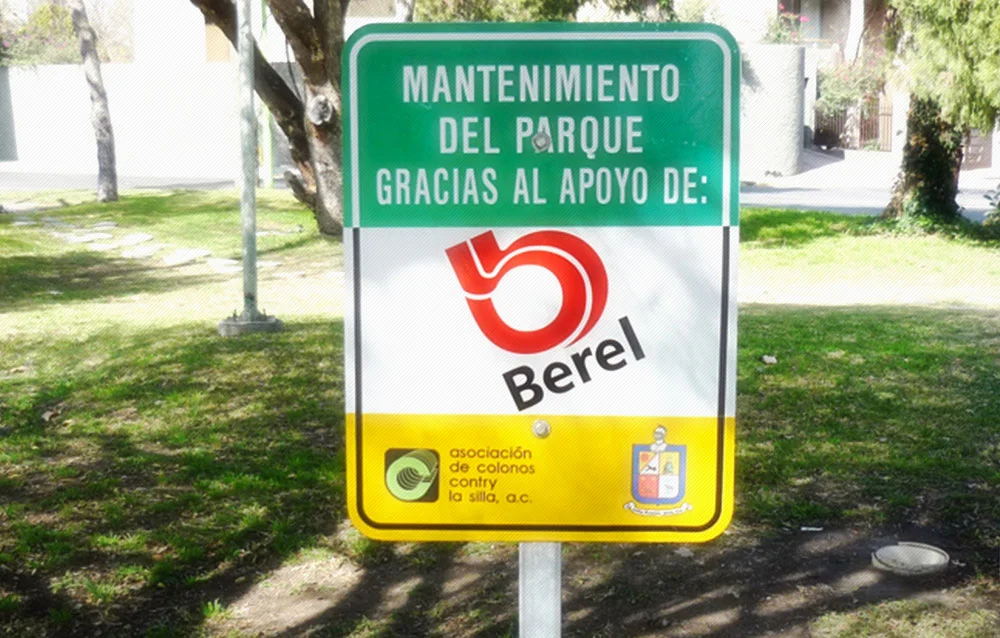 MANTENIMIENTO
DEL PARQUE
GRACIAS AL APOYO DE:
Berel
asociación
de colonos
contry
la silla, a.c.